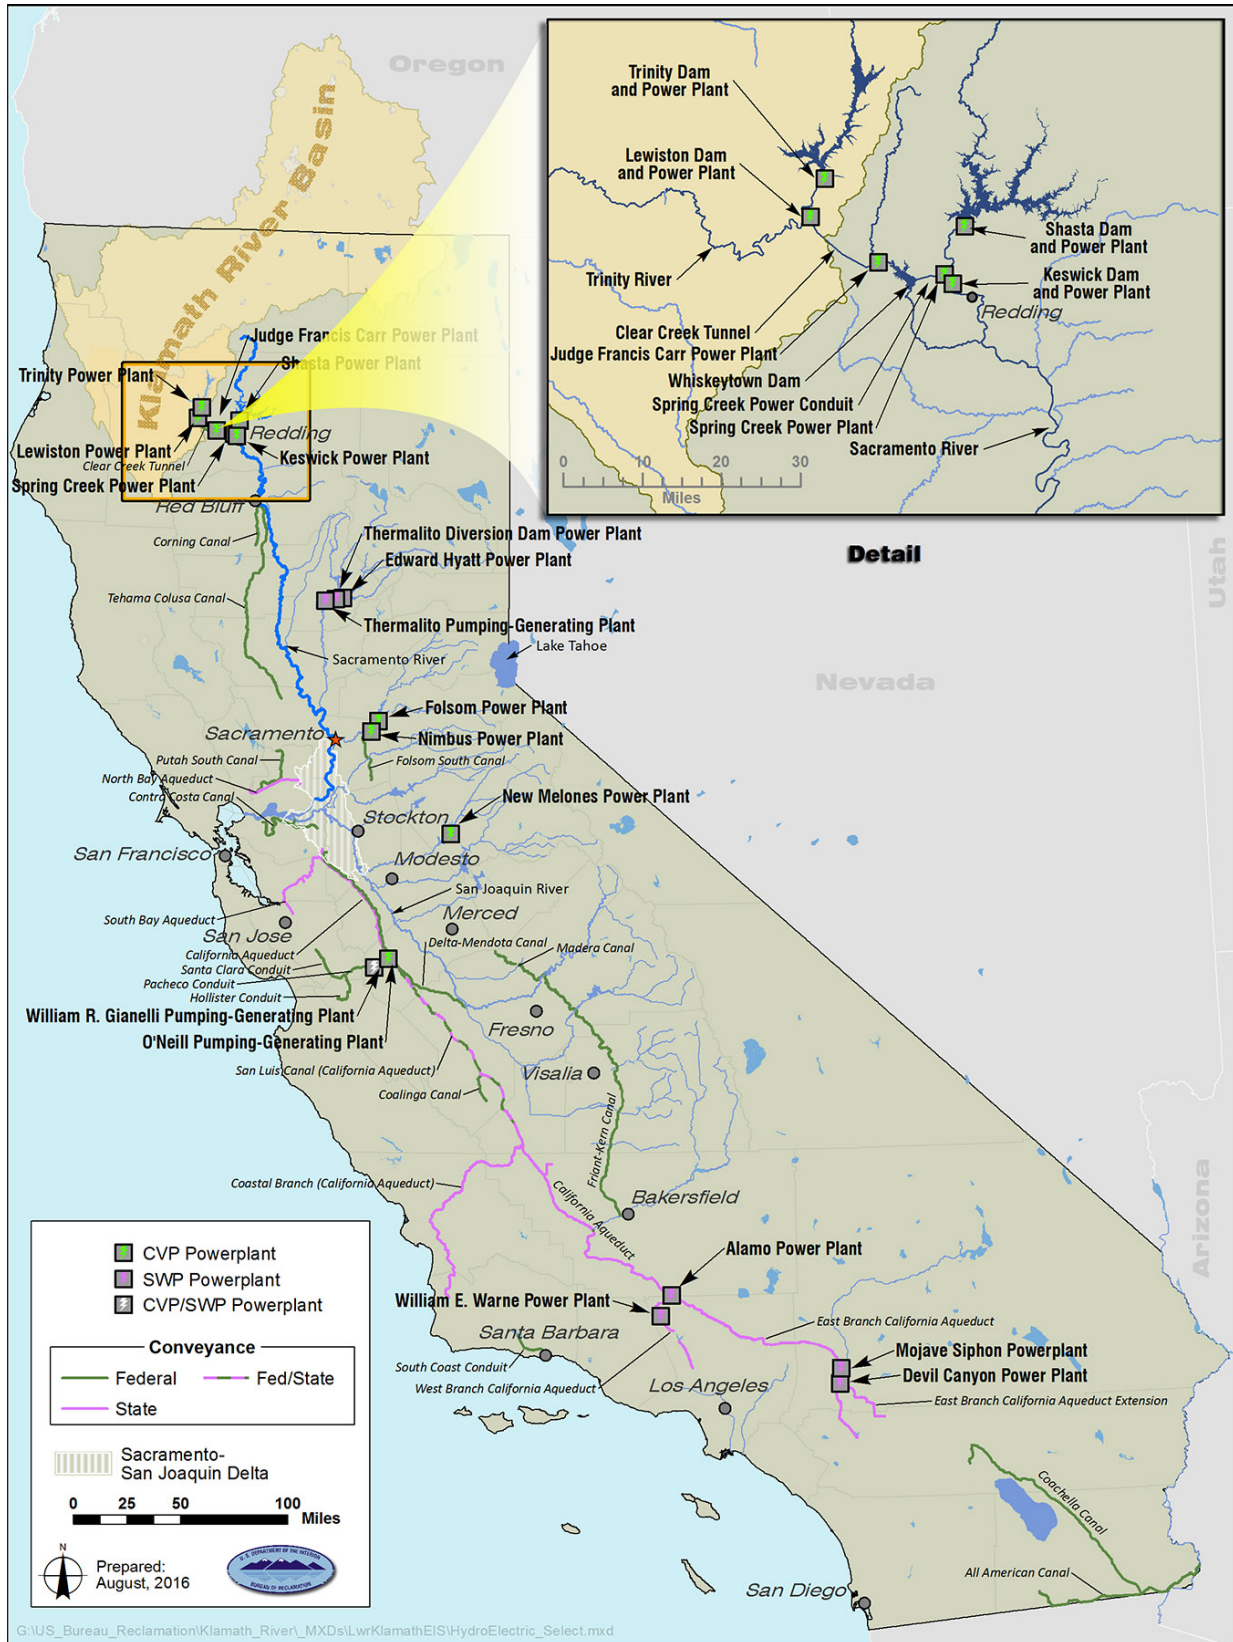 Oregon
Klamath River Basin
Judge Francis Carr Power Plant
Shasta Power Plant
Trinity Power Plant
Redding
Lewiston Power Plant
Clear Creek Tunnel
Keswick Power Plant
Spring Creek Power Plant
Red Bluff
Corning Canal
Thermalito Diversion Dam Power Plant
Edward Hyatt Power Plant
Tehama Colusa Canal
Thermalito Pumping-Generating Plant
Lake Tahoe
Sacramento River
Folsom Power Plant
Sacramento
Nimbus Power Plant
Putah South Canal
Folsom South Canal
North Bay Aqueduct
Contra Costa Canal
New Melones Power Plant
Stockton
San Francisco
Modesto
San Joaquin River
South Bay Aqueduct
Merced
San Jose
Delta-Mendota Canal
Madera Canal
California Aqueduct
Santa Clara Conduit
Pacheco Conduit
Hollister Conduit
William R. Gianelli Pumping-Generating Plant
Fresno
O'Neill Pumping-Generating Plant
San Luis Canal (California Aqueduct)
Visalia
Coalinga Canal
Friant-Kern Canal
Coastal Branch (California Aqueduct)
California Aqueduct
Bakersfield
Alamo Power Plant
William E. Warne Power Plant
East Branch California Aqueduct
Santa Barbara
Mojave Siphon Powerplant
South Coast Conduit
Devil Canyon Power Plant
West Branch California Aqueduct
Los Angeles
East Branch California Aqueduct Extension
Coachella Canal
All American Canal
San Diego
Nevada
Utah
Arizona
Trinity Dam
and Power Plant
Lewiston Dam
and Power Plant
Shasta Dam
and Power Plant
Trinity River
Keswick Dam
and Power Plant
Redding
Clear Creek Tunnel
Judge Francis Carr Power Plant
Whiskeytown Dam
Spring Creek Power Conduit
Spring Creek Power Plant
Sacramento River
0 10 20 30
Miles
Detail
CVP Powerplant
SWP Powerplant
CVP/SWP Powerplant
Conveyance
Federal
Fed/State
State
Sacramento-
San Joaquin Delta
0 25 50 100
Miles
N
Prepared:
August, 2016
U.S. DEPARTMENT OF THE INTERIOR
BUREAU OF RECLAMATION
G:\US_Bureau_Reclamation\Klamath_River\_MXDs\LwrKlamathEIS\HydroElectric_Select.mxd